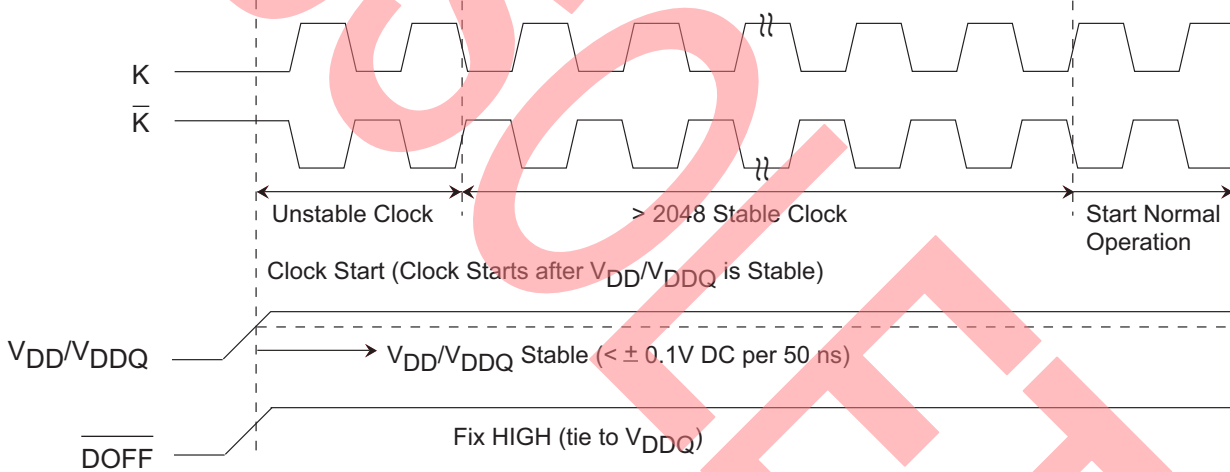 K
K̅
Unstable Clock
> 2048 Stable Clock
Start Normal
Operation
Clock Start (Clock Starts after VDD/VDDQ is Stable)
VDD/VDDQ
VDD/VDDQ Stable (< ± 0.1V DC per 50 ns)
Fix HIGH (tie to VDDQ)
D̅O̅F̅F̅